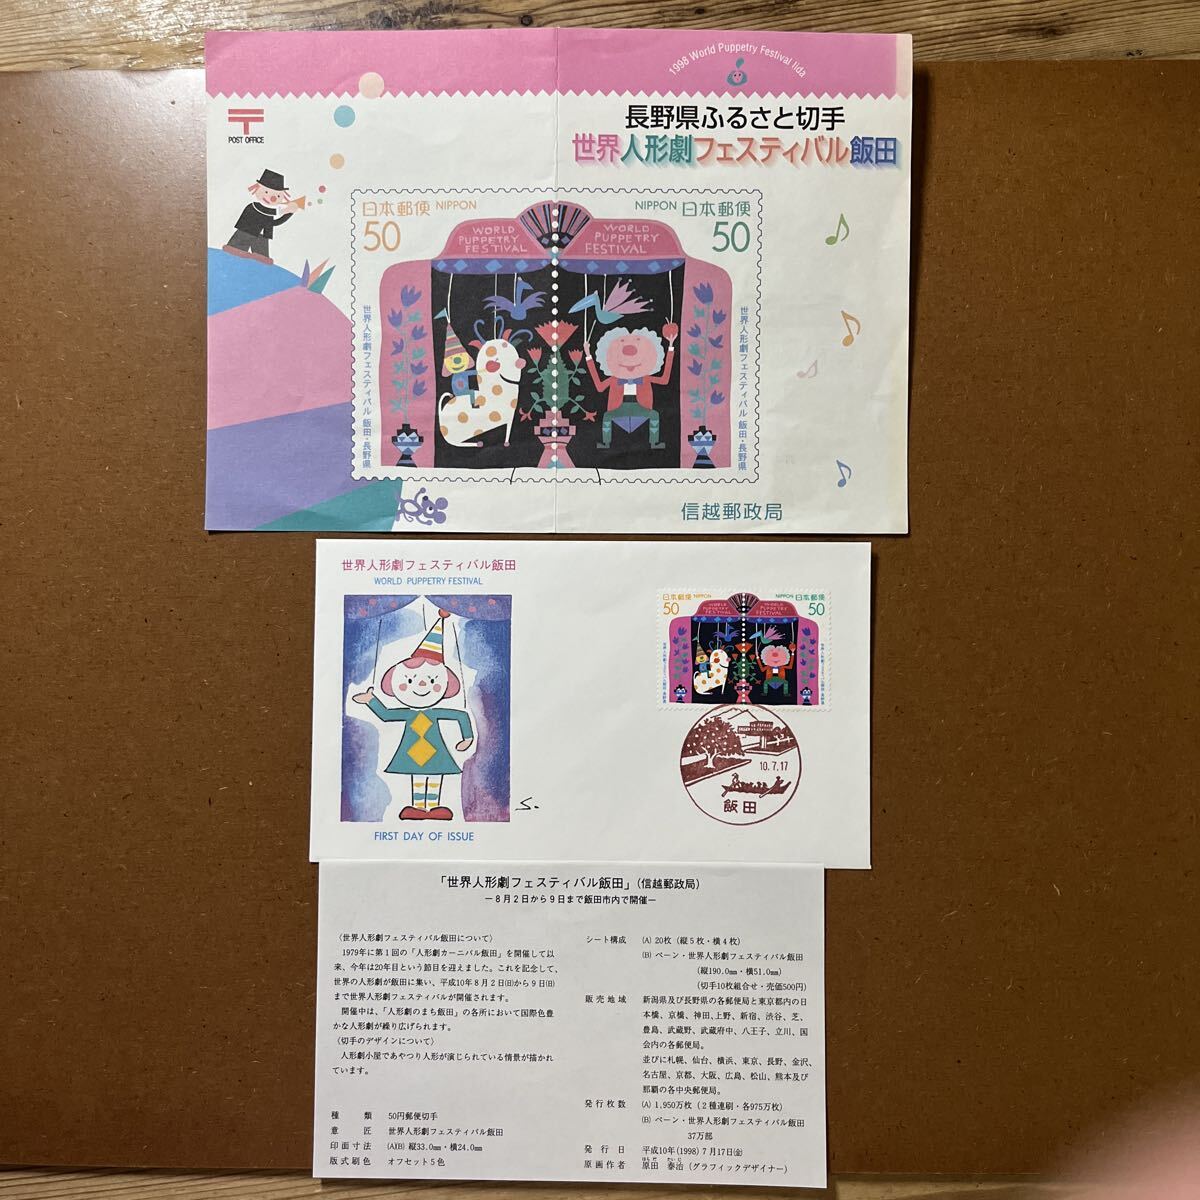 1998 World Puppetry Festival Iida
POST OFFICE
長野県ふるさと切手
世界人形劇フェスティバル飯田
日本郵便 NIPPON
50
NIPPON 日本郵便
50
WORLD PUPPETRY FESTIVAL
WORLD PUPPETRY FESTIVAL
世界人形劇フェスティバル 飯田・長野県
世界人形劇フェスティバル 飯田・長野県
信越郵政局
世界人形劇フェスティバル飯田
WORLD PUPPETRY FESTIVAL
S.
FIRST DAY OF ISSUE
日本郵便 NIPPON
50
NIPPON 日本郵便
50
WORLD PUPPETRY FESTIVAL
WORLD PUPPETRY FESTIVAL
10.7.17
飯田
「世界人形劇フェスティバル飯田」(信越郵政局)
－8月2日から9日まで飯田市内で開催－
〈世界人形劇フェスティバル飯田について〉
1979年に第1回の「人形劇カーニバル飯田」を開催して以
来、今年は20年目という節目を迎えました。これを記念して、
世界の人形劇が飯田に集い、平成10年8月2日(日)から9日(日)
まで世界人形劇フェスティバルが開催されます。
開催中は、「人形劇のまち飯田」の各所において国際色豊
かな人形劇が繰り広げられます。
〈切手のデザインについて〉
人形劇小屋であやつり人形が演じられている情景が描かれ
ています。
種類 50円郵便切手
意匠 世界人形劇フェスティバル飯田
印面寸法 (A)(B) 縦33.0㎜・横24.0㎜
版式刷色 オフセット5色
シート構成 (A) 20枚 (縦5枚・横4枚)
(B) ペーン・世界人形劇フェスティバル飯田
(縦190.0㎜・横51.0㎜)
(切手10枚組合せ・売価500円)
販売地域 新潟県及び長野県の各郵便局と東京都内の日
本橋、京橋、神田、上野、新宿、渋谷、芝、
豊島、武蔵野、武蔵府中、八王子、立川、国
会内の各郵便局。
並びに札幌、仙台、横浜、東京、長野、金沢、
名古屋、京都、大阪、広島、松山、熊本及び
那覇の各中央郵便局。
発行枚数 (A) 1,950万枚 (2種連刷・各975万枚)
(B) ペーン・世界人形劇フェスティバル飯田
37万部
発行日 平成10年(1998) 7月17日(金)
原画作者 原田 泰治 (グラフィックデザイナー)